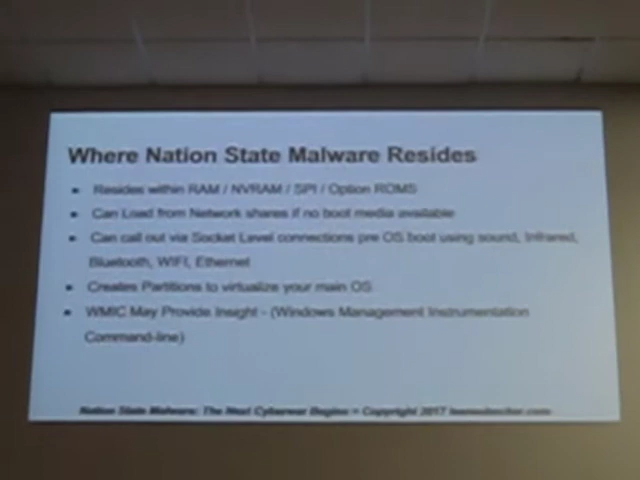 Where Nation State Malware Resides
• Resides within RAM / NVRAM / SPI / Option ROMS
• Can Load from Network shares if no boot media available
• Can call out via Socket Level connections pre OS boot using sound, Infrared,
Bluetooth, WIFI, Ethernet
• Creates Partitions to virtualize your main OS
• WMIC May Provide Insight - (Windows Management Instrumentation
Command-line)
Nation State Malware: The Next Cyberwar Begins Copyright 2017